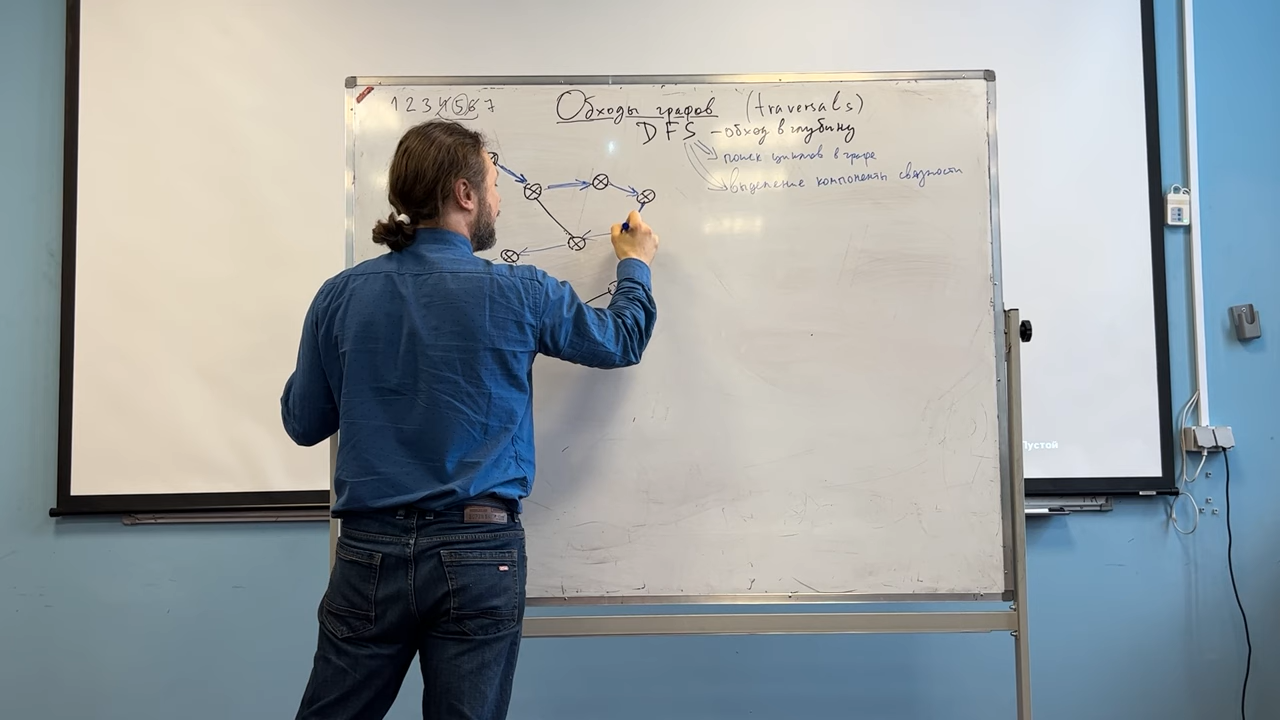 1 2 3 4 5 6 7
Обходы графов (traversals)
DFS – обход в глубину
поиск циклов в графе
выделение компоненты связности
Пустой